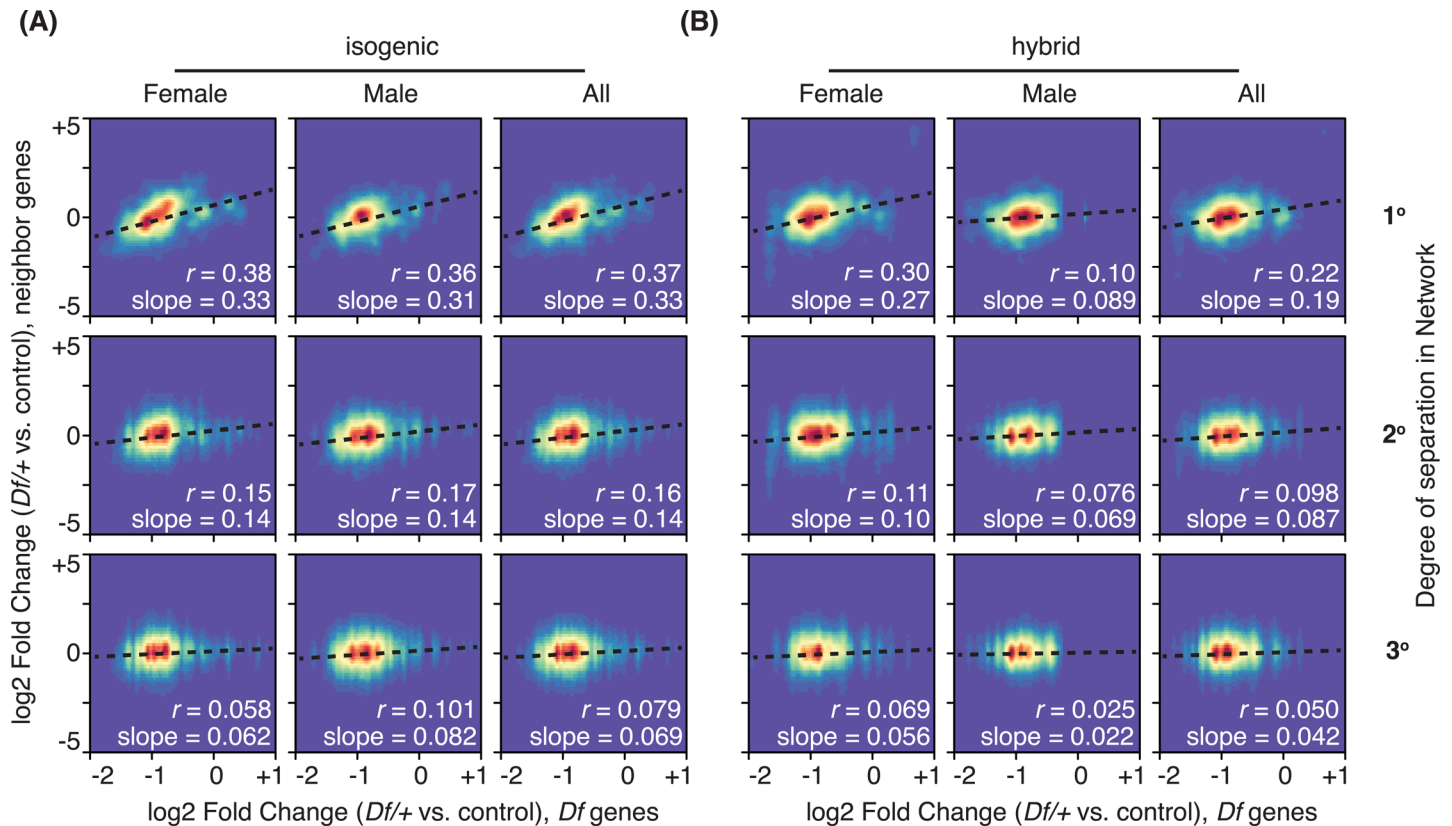 (A)
(B)
isogenic
hybrid
Female
Male
All
Female
Male
All
log2 Fold Change (Df/+ vs. control), neighbor genes
+5
0
-5
r = 0.38
slope = 0.33
r = 0.36
slope = 0.31
r = 0.37
slope = 0.33
r = 0.30
slope = 0.27
r = 0.10
slope = 0.089
r = 0.22
slope = 0.19
1º
+5
0
-5
r = 0.15
slope = 0.14
r = 0.17
slope = 0.14
r = 0.16
slope = 0.14
r = 0.11
slope = 0.10
r = 0.076
slope = 0.069
r = 0.098
slope = 0.087
2º
Degree of separation in Network
+5
0
-5
r = 0.058
slope = 0.062
r = 0.101
slope = 0.082
r = 0.079
slope = 0.069
r = 0.069
slope = 0.056
r = 0.025
slope = 0.022
r = 0.050
slope = 0.042
3º
-2 -1 0 +1
-2 -1 0 +1
-2 -1 0 +1
-2 -1 0 +1
-2 -1 0 +1
-2 -1 0 +1
log2 Fold Change (Df/+ vs. control), Df genes
log2 Fold Change (Df/+ vs. control), Df genes